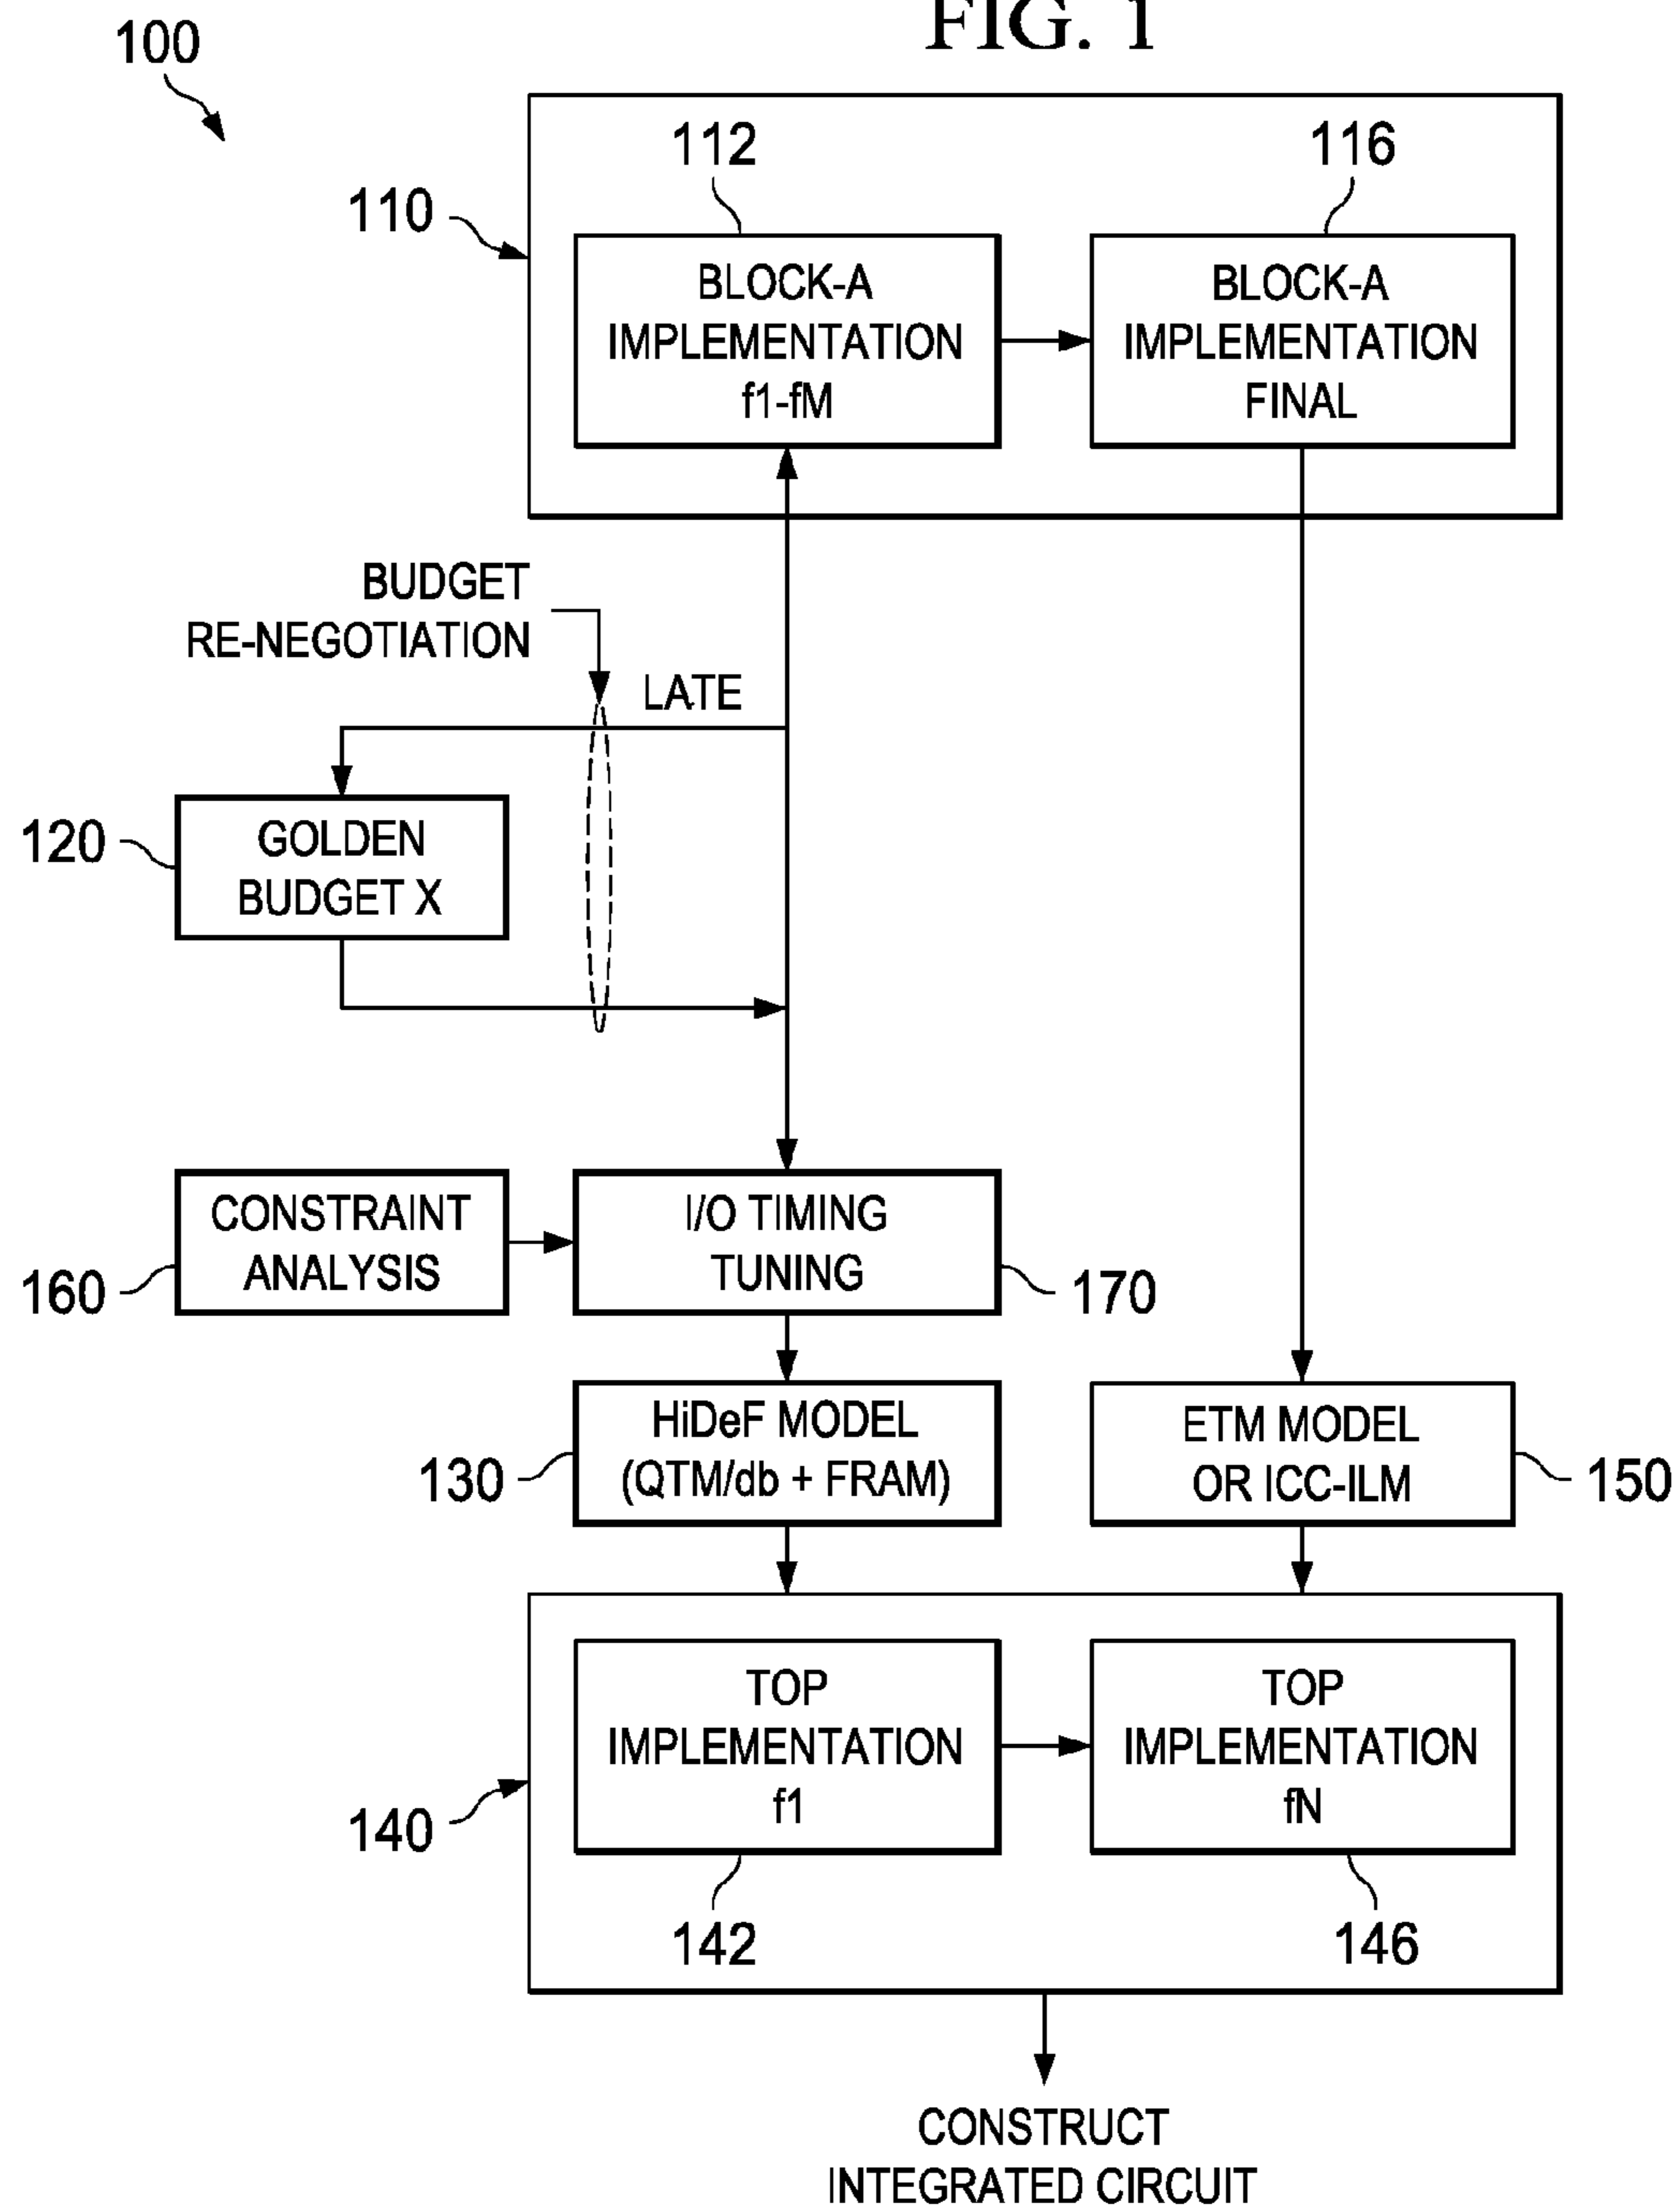 FIG. 1
100
110
112
116
BLOCK-A
IMPLEMENTATION
f1-fM
BLOCK-A
IMPLEMENTATION
FINAL
BUDGET
RE-NEGOTIATION
LATE
120
GOLDEN
BUDGET X
160
CONSTRAINT
ANALYSIS
I/O TIMING
TUNING
170
130
HiDeF MODEL
(QTM/db + FRAM)
ETM MODEL
OR ICC-ILM
150
140
TOP
IMPLEMENTATION
f1
TOP
IMPLEMENTATION
fN
142
146
CONSTRUCT
INTEGRATED CIRCUIT